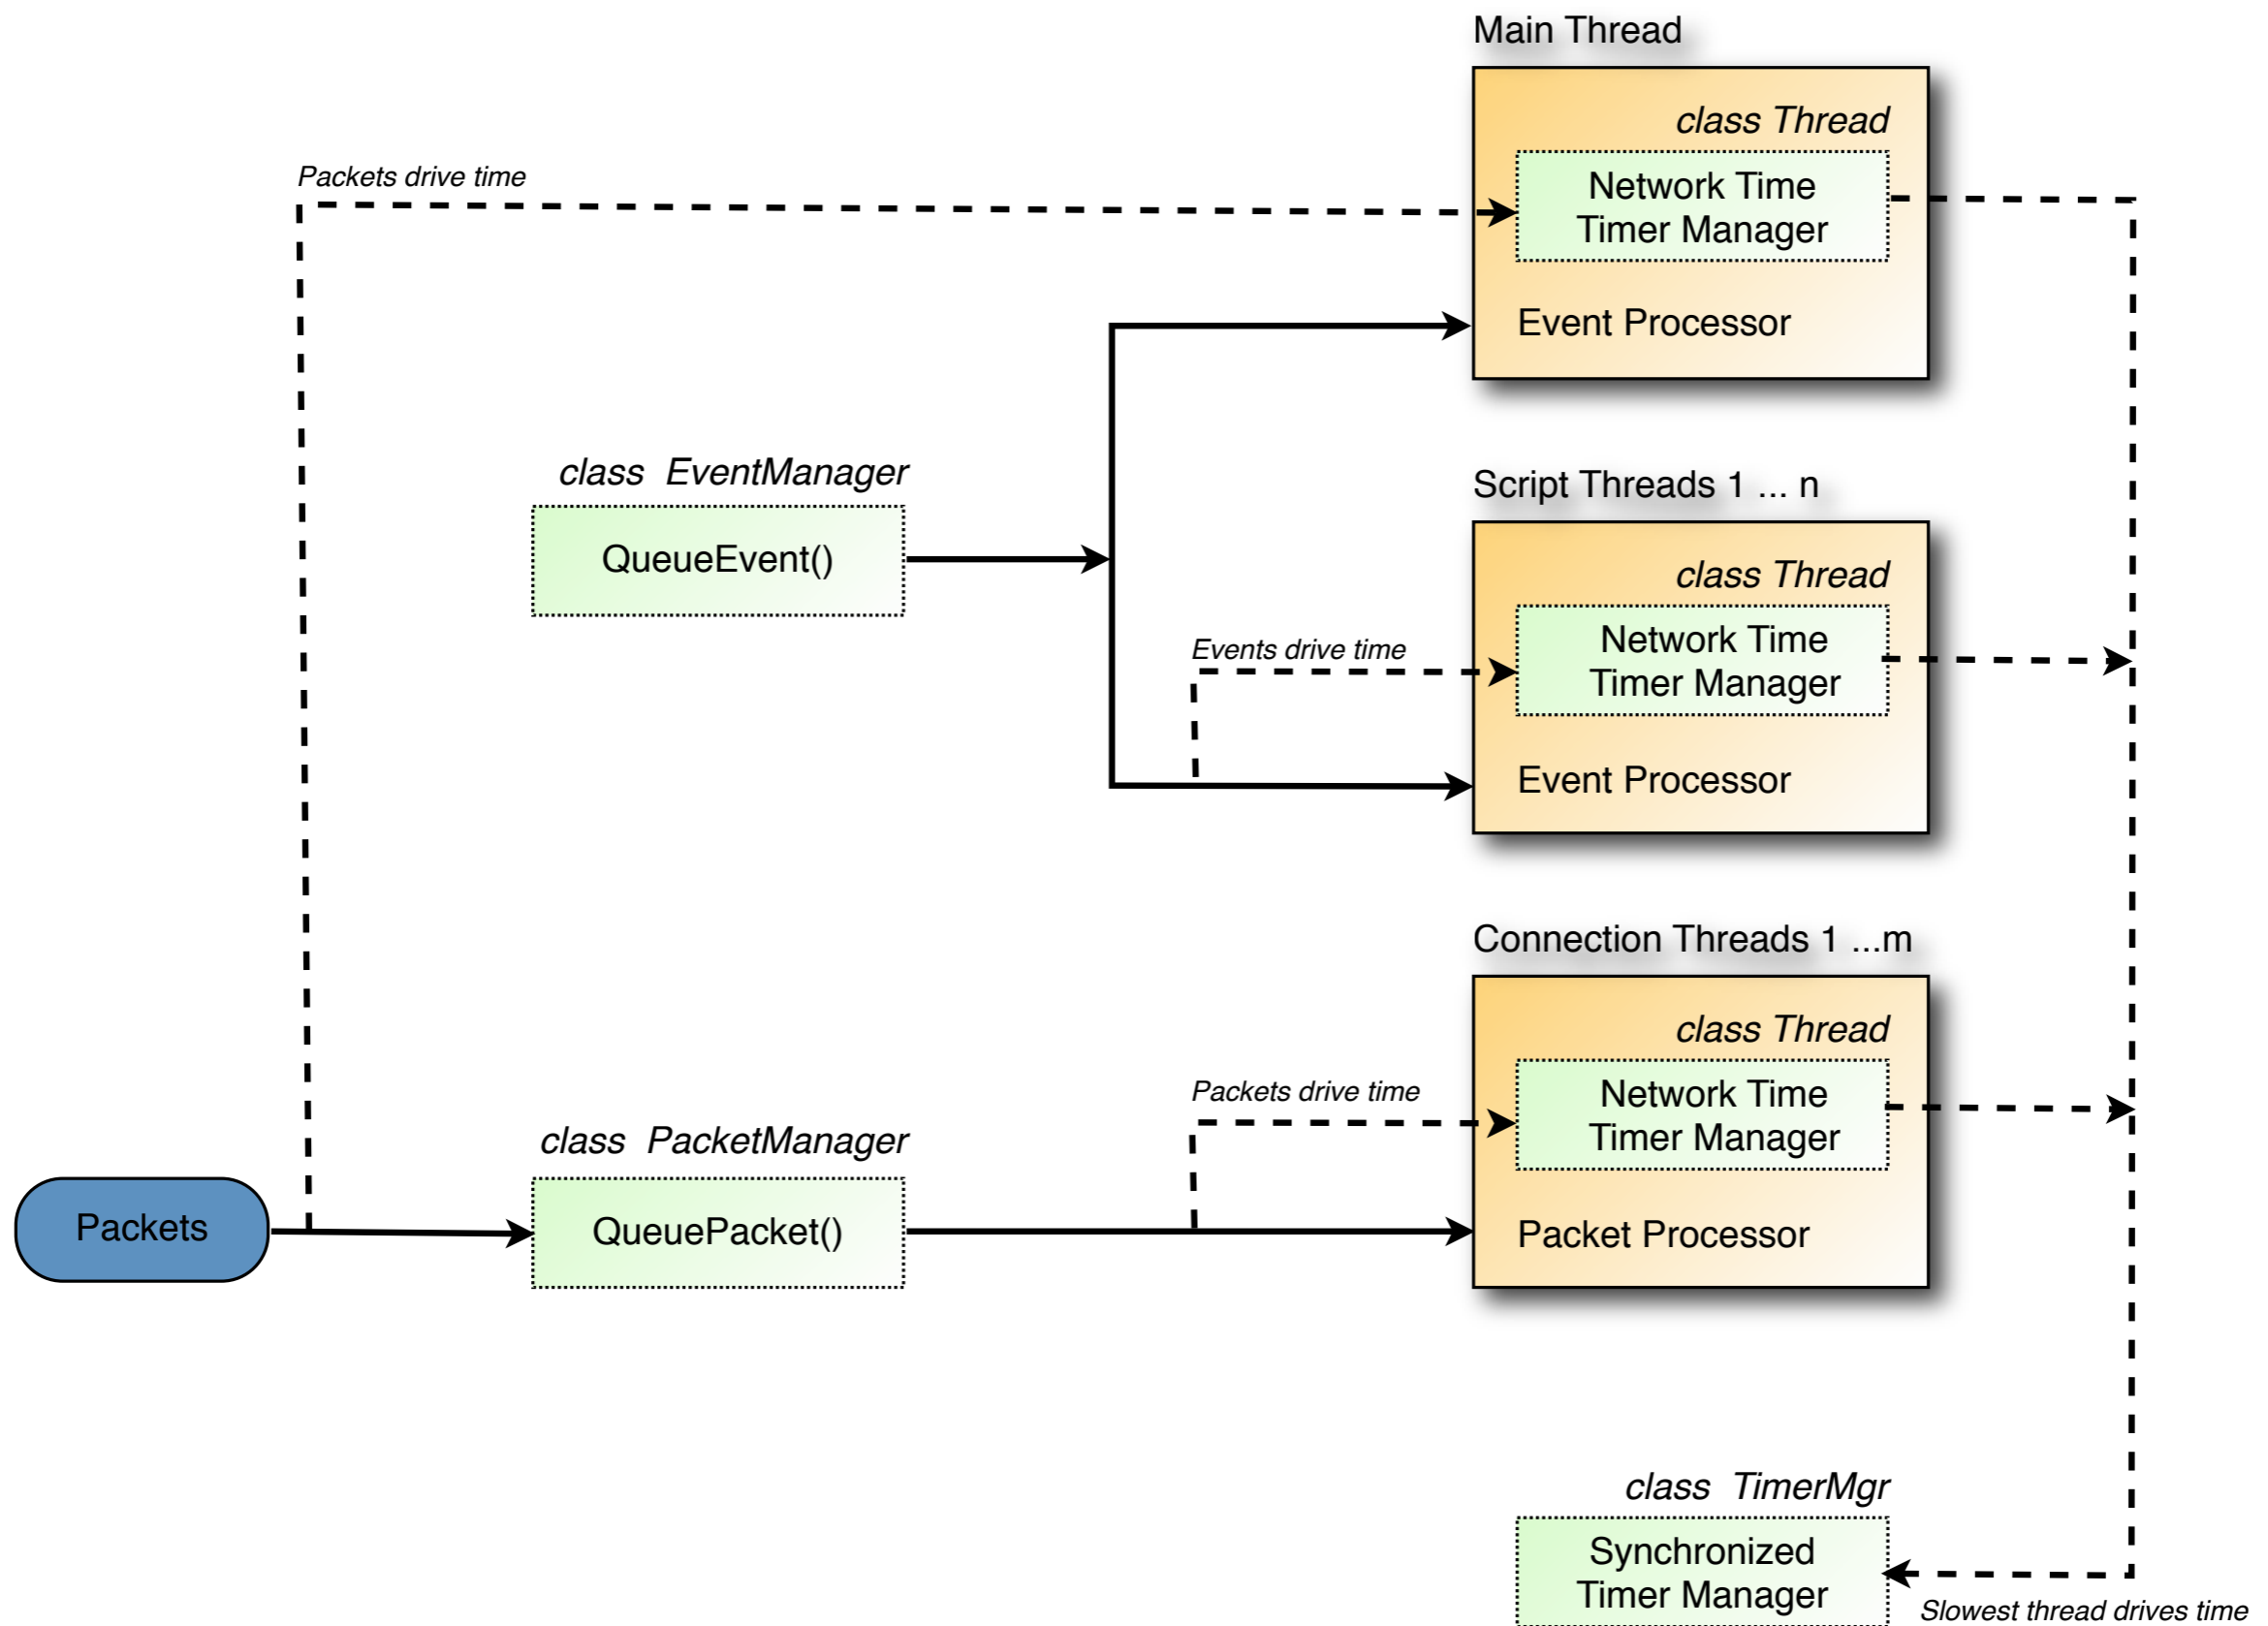 Main Thread
class Thread
Packets drive time
Network Time
Timer Manager
Event Processor
class EventManager
QueueEvent()
Script Threads 1 ... n
class Thread
Events drive time
Network Time
Timer Manager
Event Processor
Connection Threads 1 ...m
class Thread
Packets drive time
Network Time
Timer Manager
class PacketManager
Packets
QueuePacket()
Packet Processor
class TimerMgr
Synchronized
Timer Manager
Slowest thread drives time